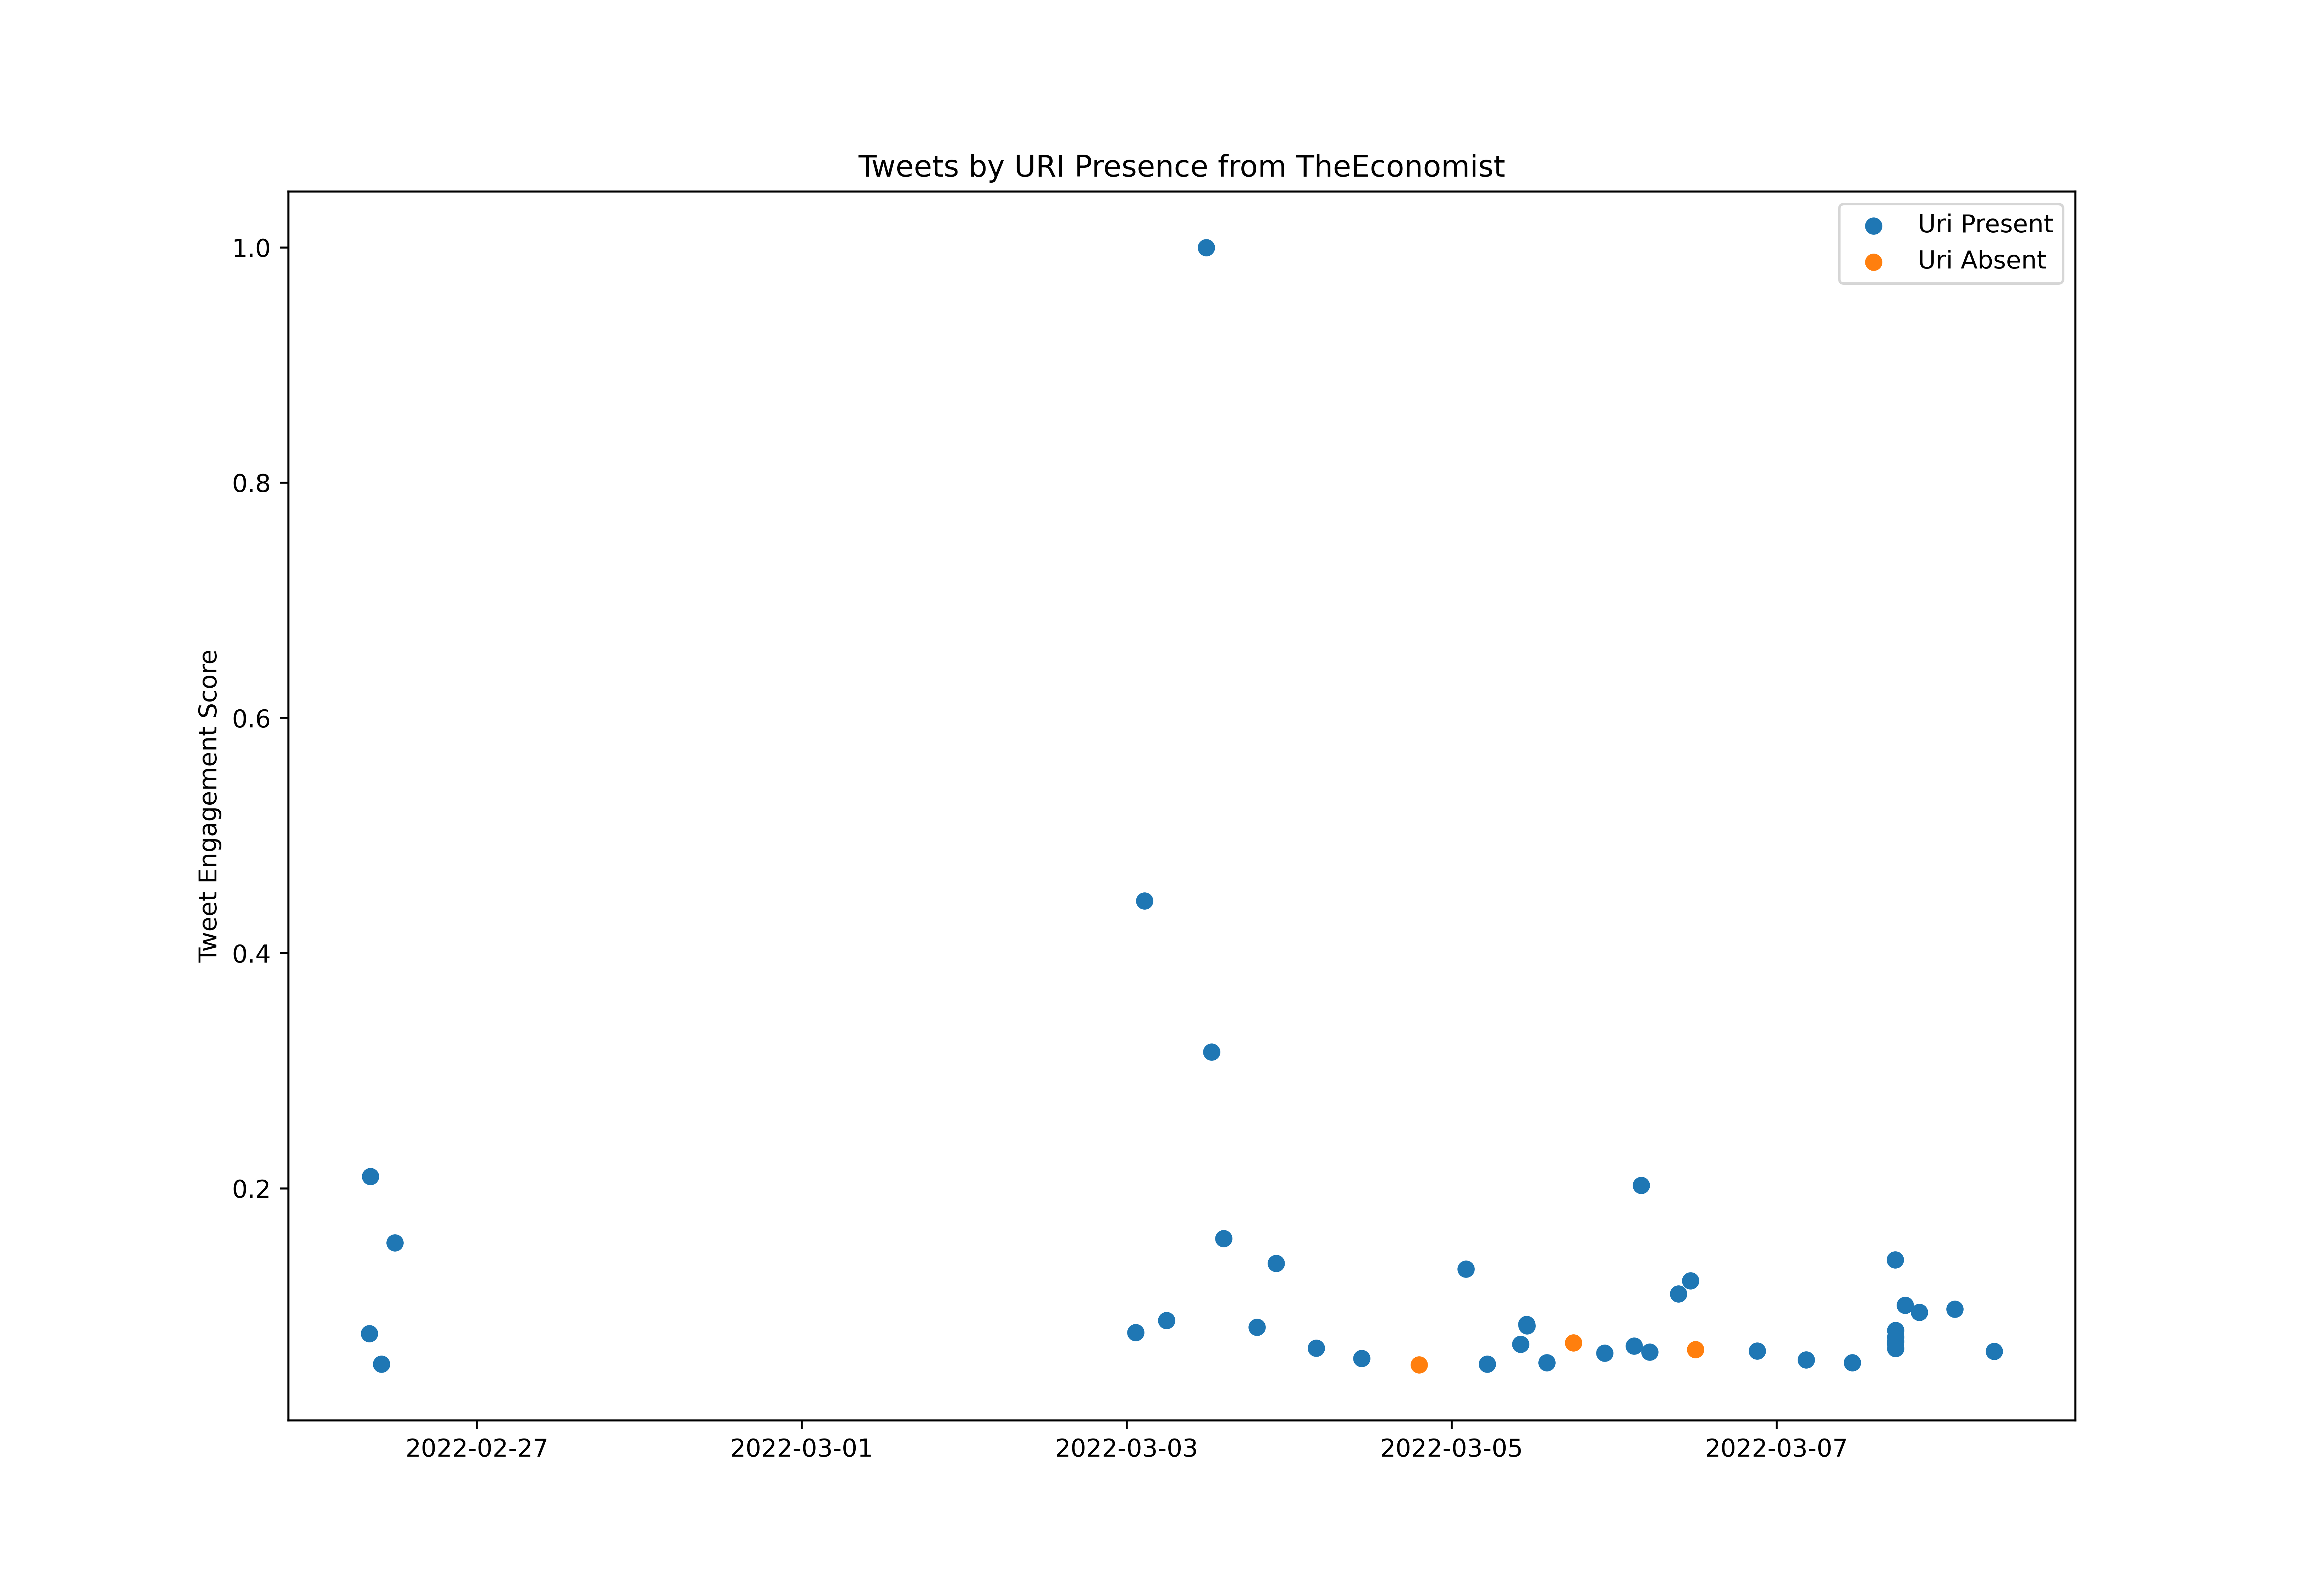 Tweets by URI Presence from TheEconomist
Uri Present
Uri Absent
Tweet Engagement Score
1.0
0.8
0.6
0.4
0.2
2022-02-27
2022-03-01
2022-03-03
2022-03-05
2022-03-07